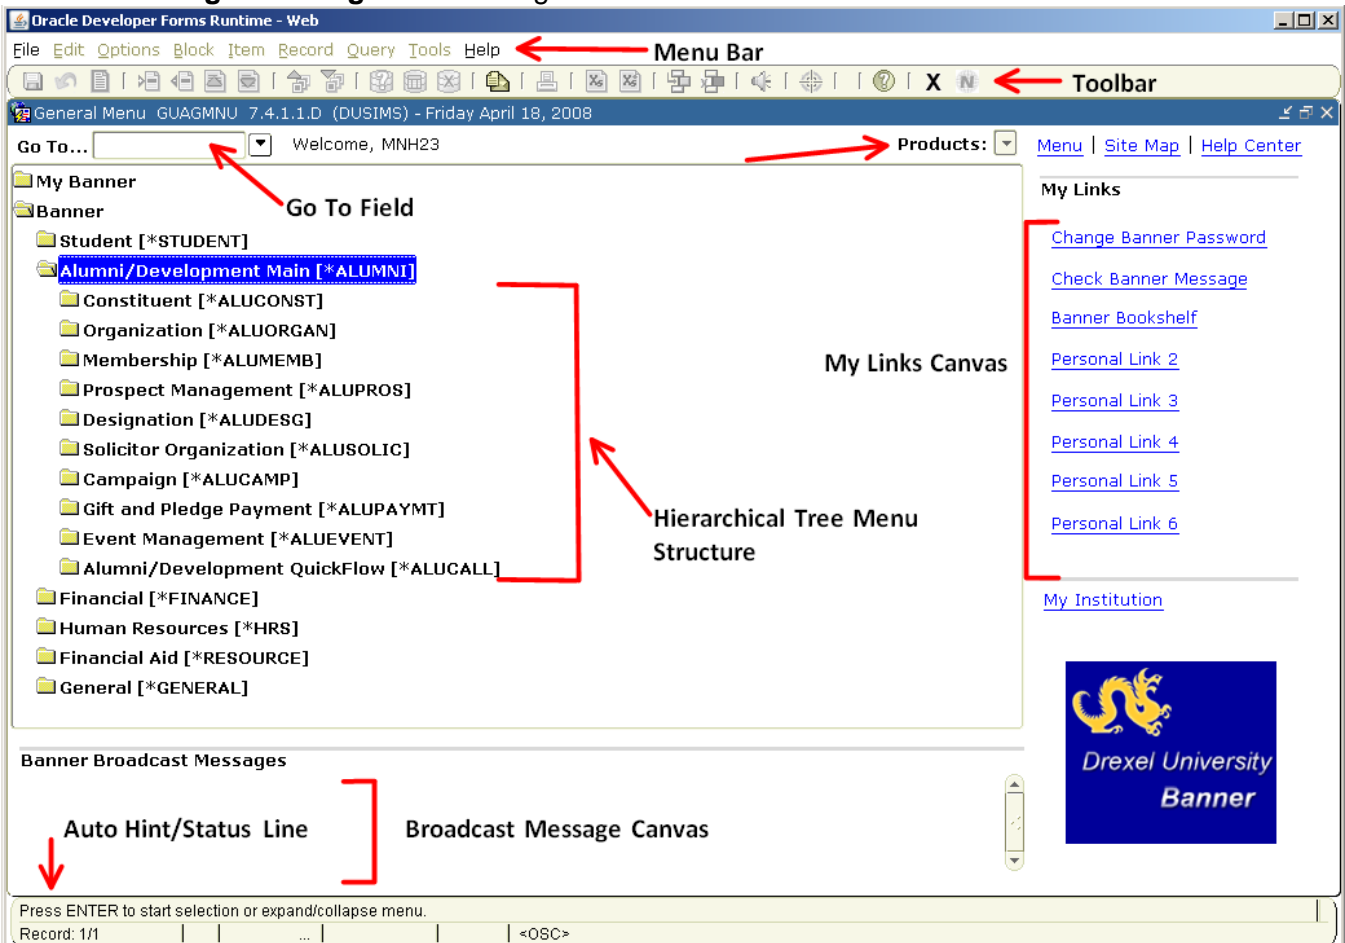 Oracle Developer Forms Runtime - Web
File Edit Options Block Item Record Query Tools Help
Menu Bar
X N
Toolbar
General Menu GUAGMNU 7.4.1.1.D (DUSIMS) - Friday April 18, 2008
Go To... Welcome, MNH23 Products: Menu | Site Map | Help Center
My Banner
My Links
Go To Field
Banner
Student [*STUDENT]
Change Banner Password
Alumni/Development Main [*ALUMNI]
Check Banner Message
Constituent [*ALUCONST]
Banner Bookshelf
Organization [*ALUORGAN]
Membership [*ALUMEMB]
My Links Canvas
Personal Link 2
Prospect Management [*ALUPROS]
Personal Link 3
Designation [*ALUDESG]
Solicitor Organization [*ALUSOLIC]
Personal Link 4
Campaign [*ALUCAMP]
Personal Link 5
Gift and Pledge Payment [*ALUPAYMT]
Hierarchical Tree Menu
Structure
Personal Link 6
Event Management [*ALUEVENT]
Alumni/Development QuickFlow [*ALUCALL]
Financial [*FINANCE]
My Institution
Human Resources [*HRS]
Financial Aid [*RESOURCE]
General [*GENERAL]
Drexel University
Banner
Banner Broadcast Messages
Auto Hint/Status Line
Broadcast Message Canvas
Press ENTER to start selection or expand/collapse menu.
Record: 1/1 ... <OSC>